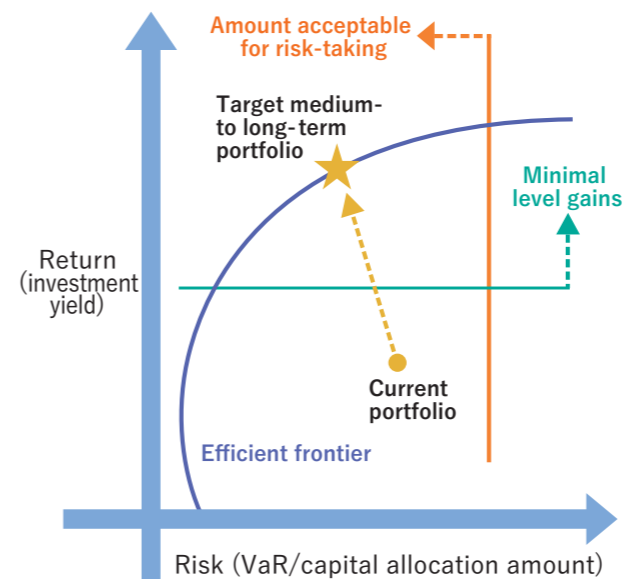 Amount acceptable
for risk-taking
Target medium-
to long-term
portfolio
Minimal
level gains
Return
(investment
yield)
Current
portfolio
Efficient frontier
Risk (VaR/capital allocation amount)